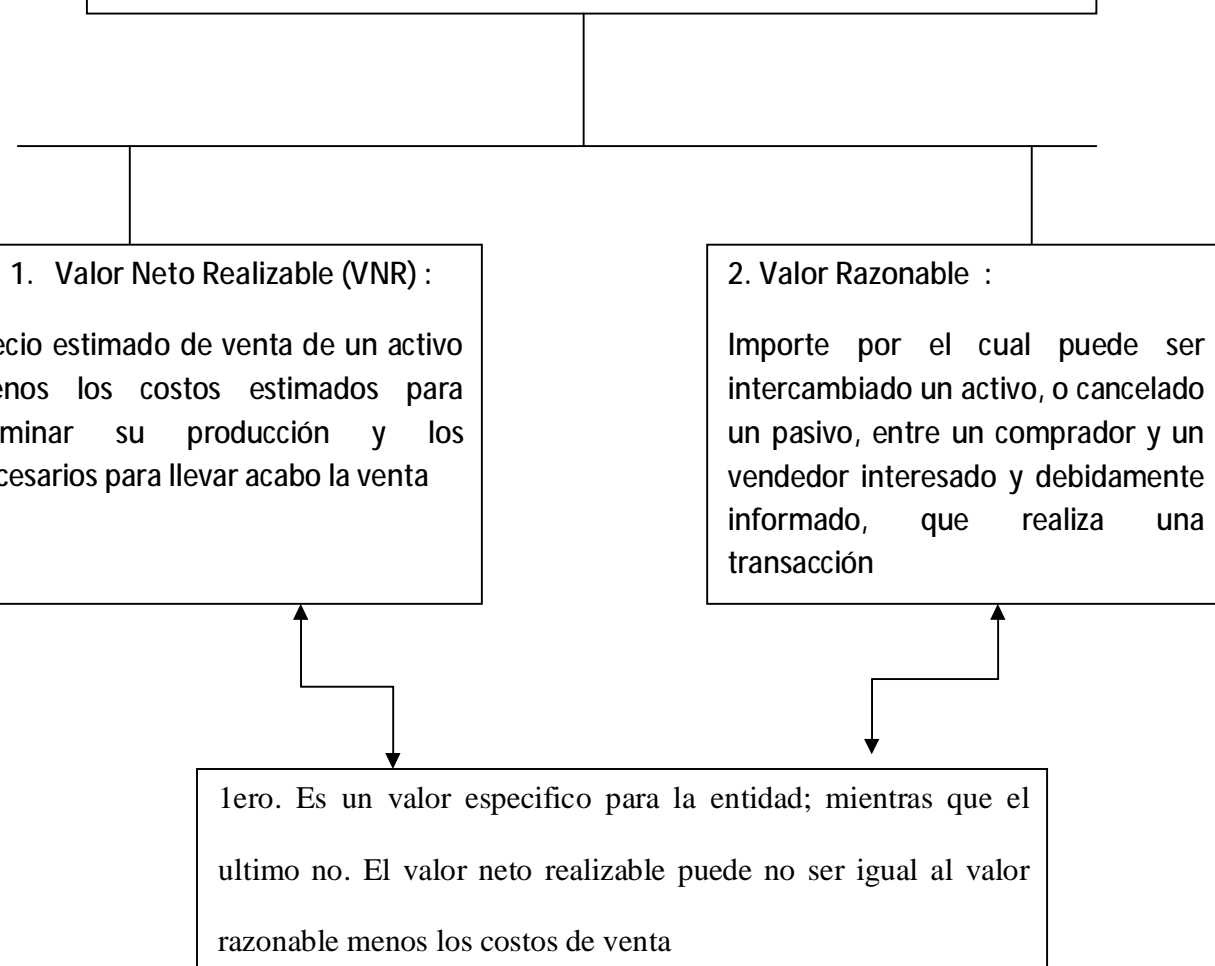 1. Valor Neto Realizable (VNR) :
ecio estimado de venta de un activo
enos los costos estimados para
minar su producción y los
cesarios para llevar acabo la venta
2. Valor Razonable :
Importe por el cual puede ser
intercambiado un activo, o cancelado
un pasivo, entre un comprador y un
vendedor interesado y debidamente
informado, que realiza una
transacción
1ero. Es un valor especifico para la entidad; mientras que el
ultimo no. El valor neto realizable puede no ser igual al valor
razonable menos los costos de venta